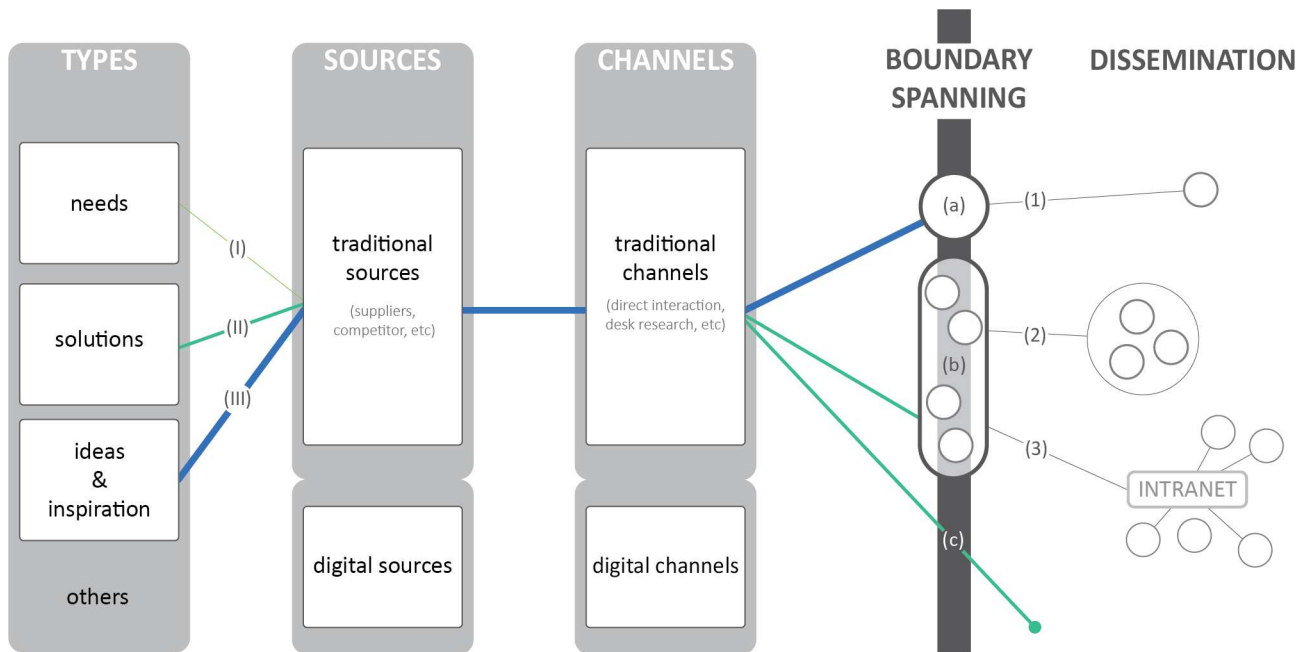 TYPES
SOURCES
CHANNELS
BOUNDARY
SPANNING
DISSEMINATION
needs
solutions
ideas
&
inspiration
others
(I)
(II)
(III)
traditional
sources
(suppliers,
competitor, etc)
digital sources
traditional
channels
(direct interaction,
desk research, etc)
digital channels
(a)
(b)
(c)
(1)
(2)
(3)
INTRANET